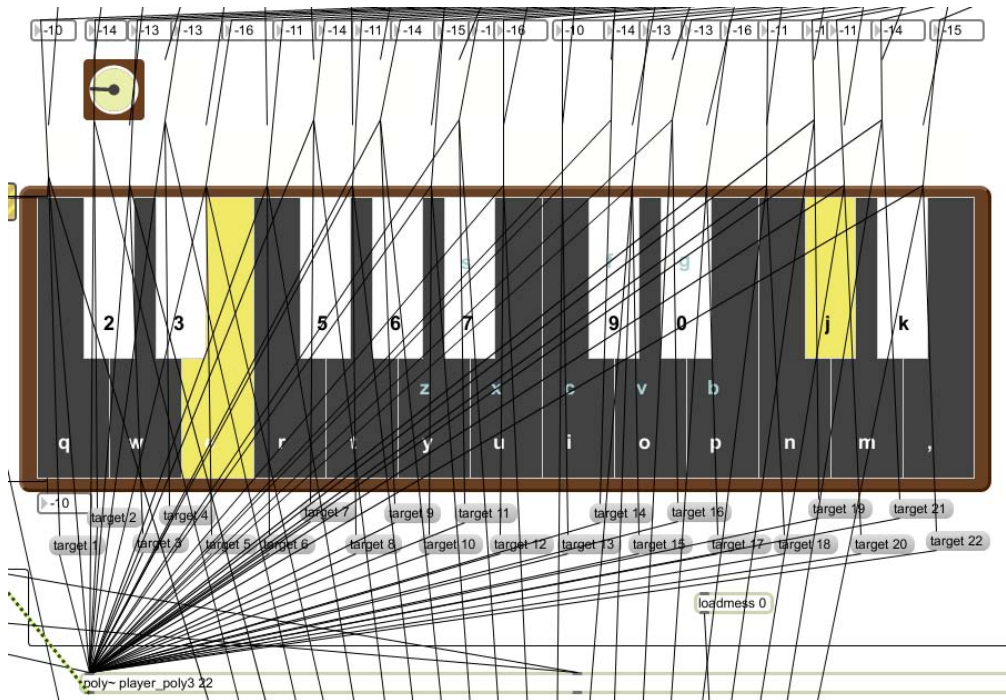 -10 -14 -13 -13 -16 -11 -14 -11 -14 -15 -1 -16 -10 -14 -13 -13 -16 -11 -1 -11 -14 -15
s f g
2 3 5 6 7 9 0 j k
z x c v b
q w r t y u i o p n m ,
-10
target 2 target 4 target 7 target 9 target 11 target 14 target 16 target 19 target 21
target 1 target 3 target 5 target 6 target 8 target 10 target 12 target 13 target 15 target 17 target 18 target 20 target 22
loadmess 0
poly~ player_poly3 22